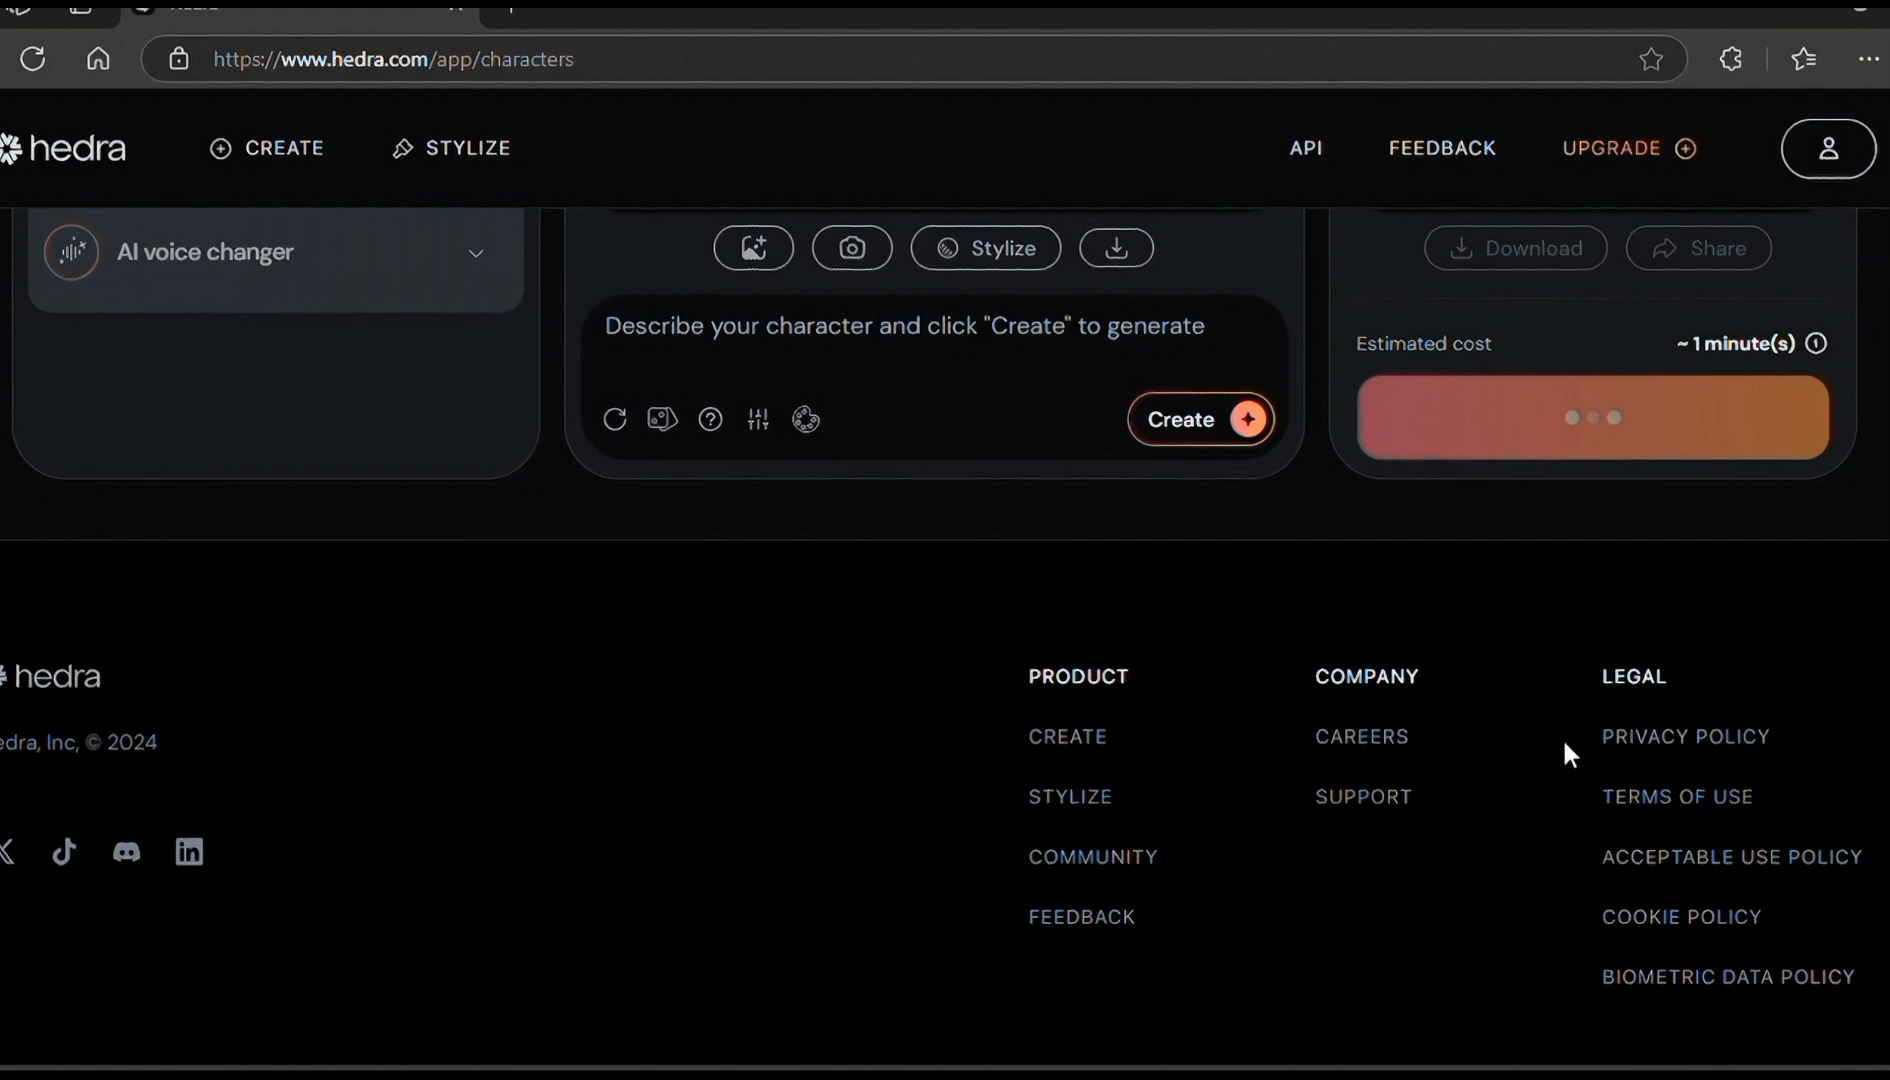 https://www.hedra.com/app/characters
hedra
CREATE
STYLIZE
API
FEEDBACK
UPGRADE
AI voice changer
Stylize
Download
Share
Describe your character and click "Create" to generate
Estimated cost
~ 1 minute(s)
Create
hedra
edra, Inc, © 2024
PRODUCT
CREATE
STYLIZE
COMMUNITY
FEEDBACK
COMPANY
CAREERS
SUPPORT
LEGAL
PRIVACY POLICY
TERMS OF USE
ACCEPTABLE USE POLICY
COOKIE POLICY
BIOMETRIC DATA POLICY